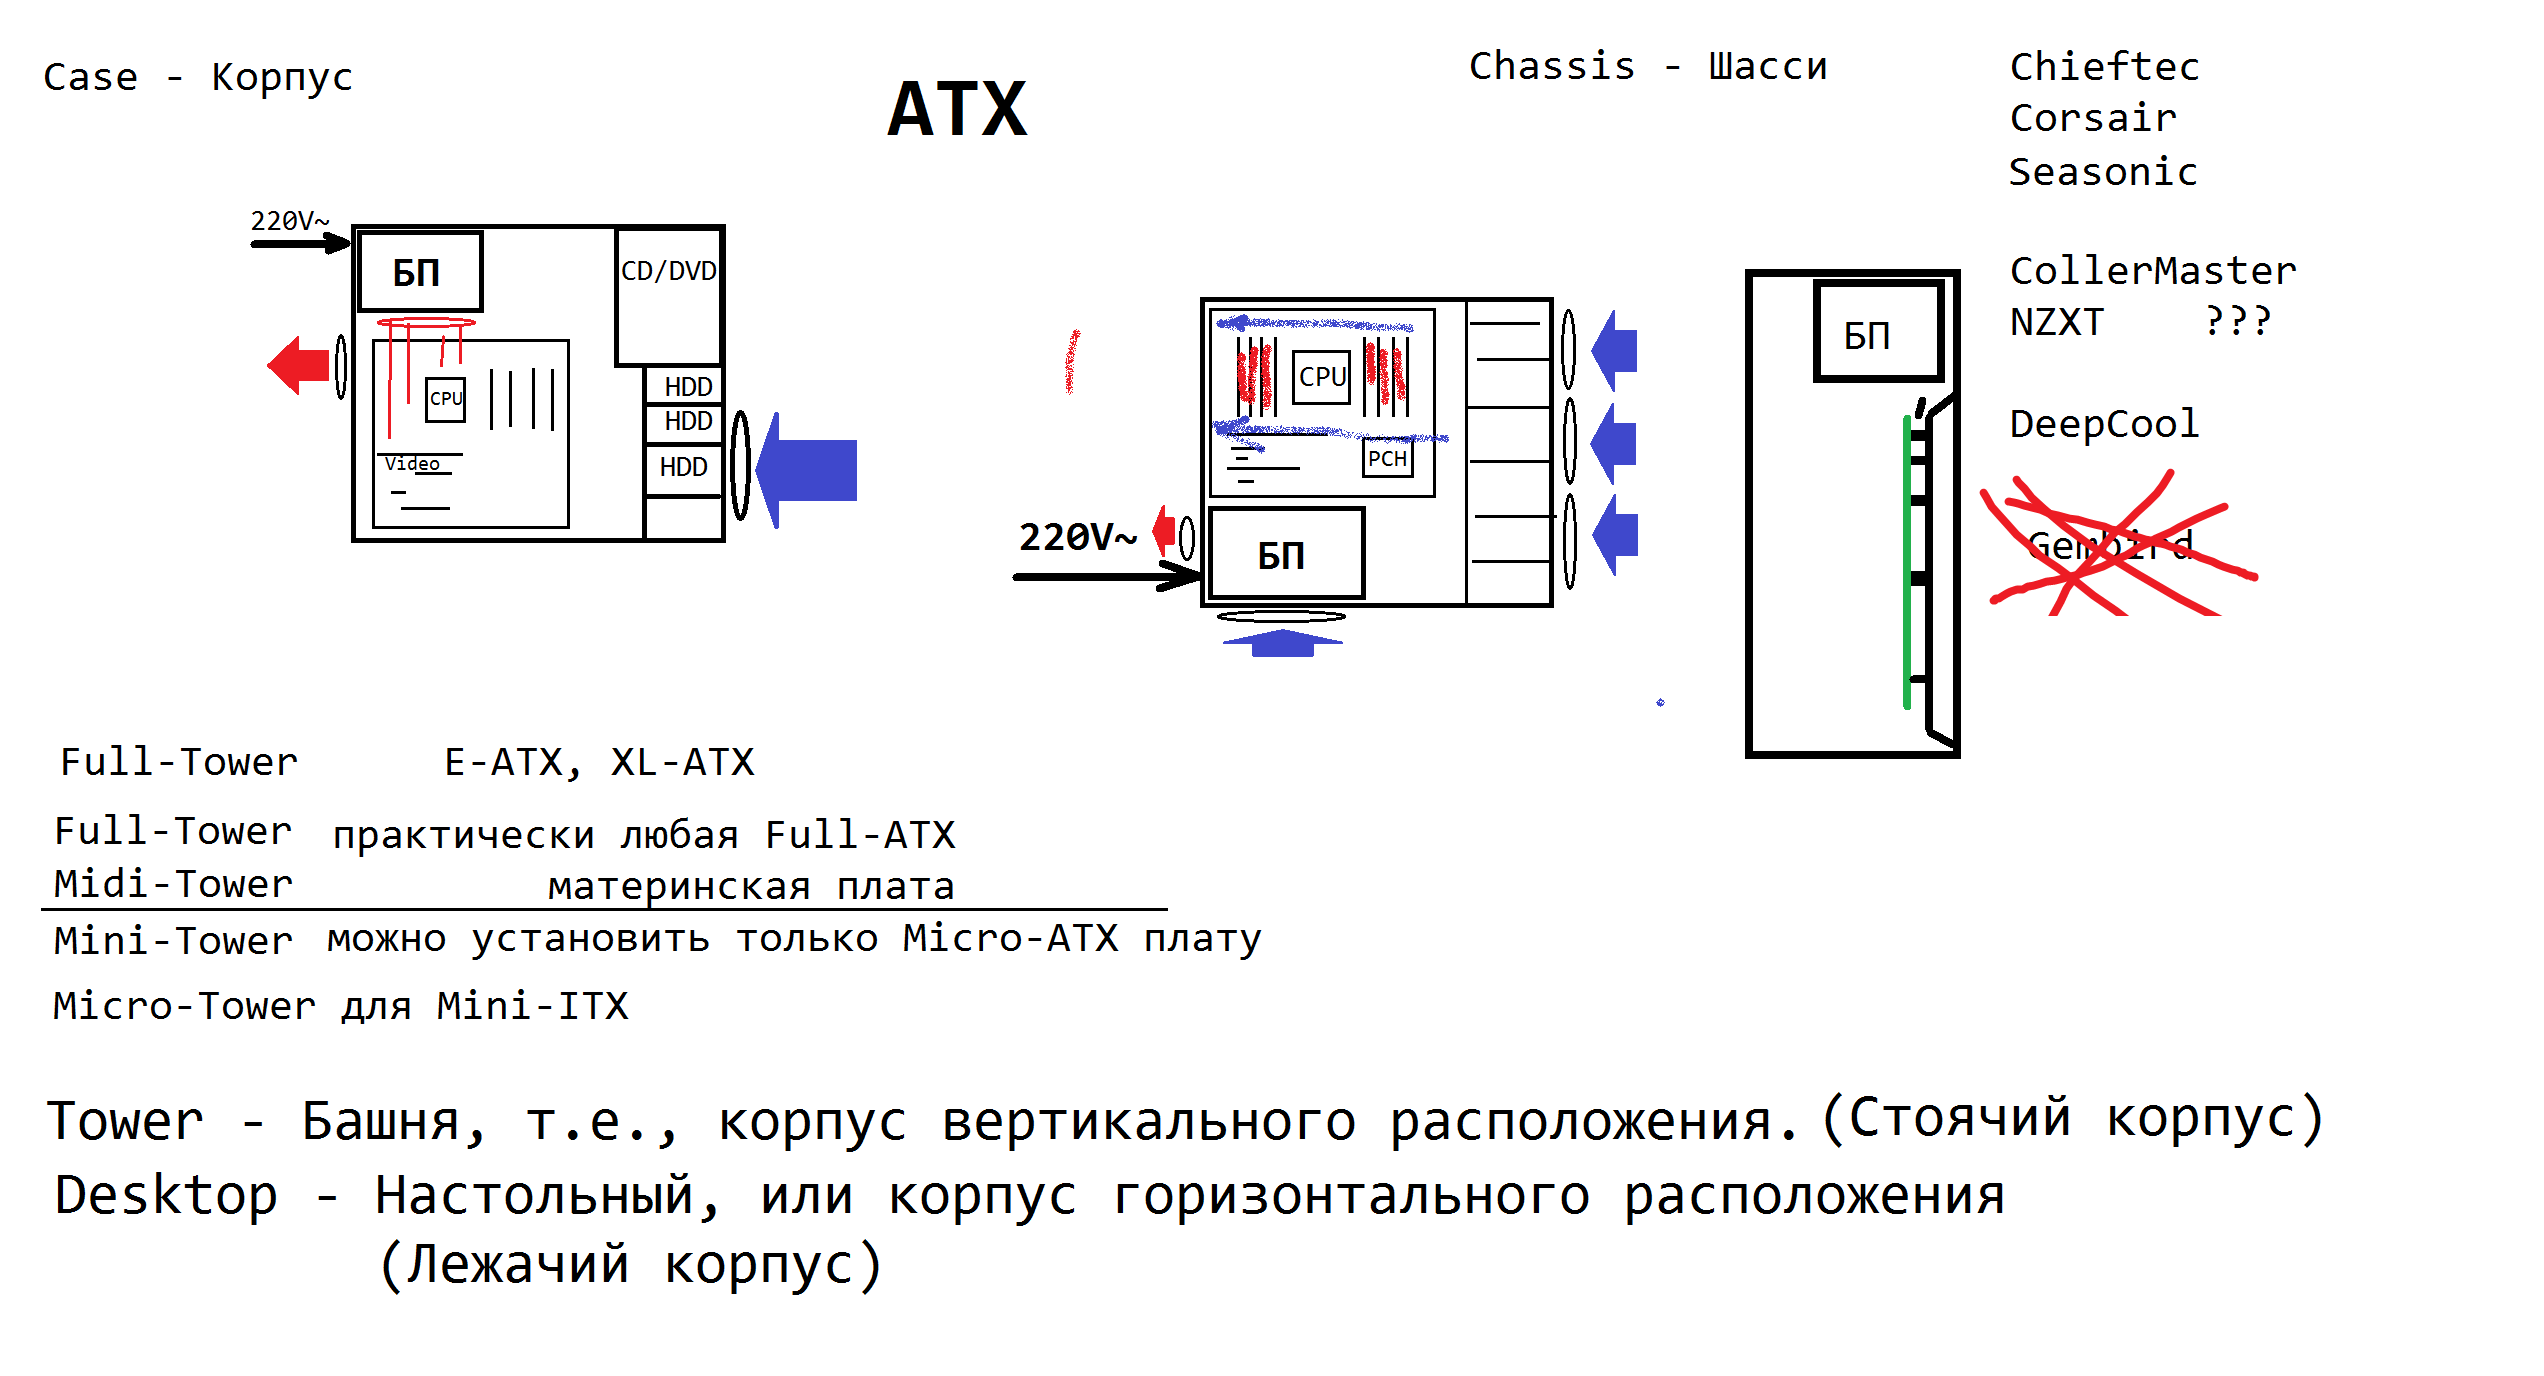 Case - Корпус
ATX
Chassis - Шасси
Chieftec
Corsair
Seasonic
CollerMaster
NZXT ???
DeepCool
Gembird
220V~
БП
CD/DVD
HDD
HDD
HDD
CPU
Video
CPU
PCH
220V~
БП
БП
Full-Tower E-ATX, XL-ATX
Full-Tower практически любая Full-ATX
Midi-Tower материнская плата
Mini-Tower можно установить только Micro-ATX плату
Micro-Tower для Mini-ITX
Tower - Башня, т.е., корпус вертикального расположения. (Стоячий корпус)
Desktop - Настольный, или корпус горизонтального расположения
(Лежачий корпус)